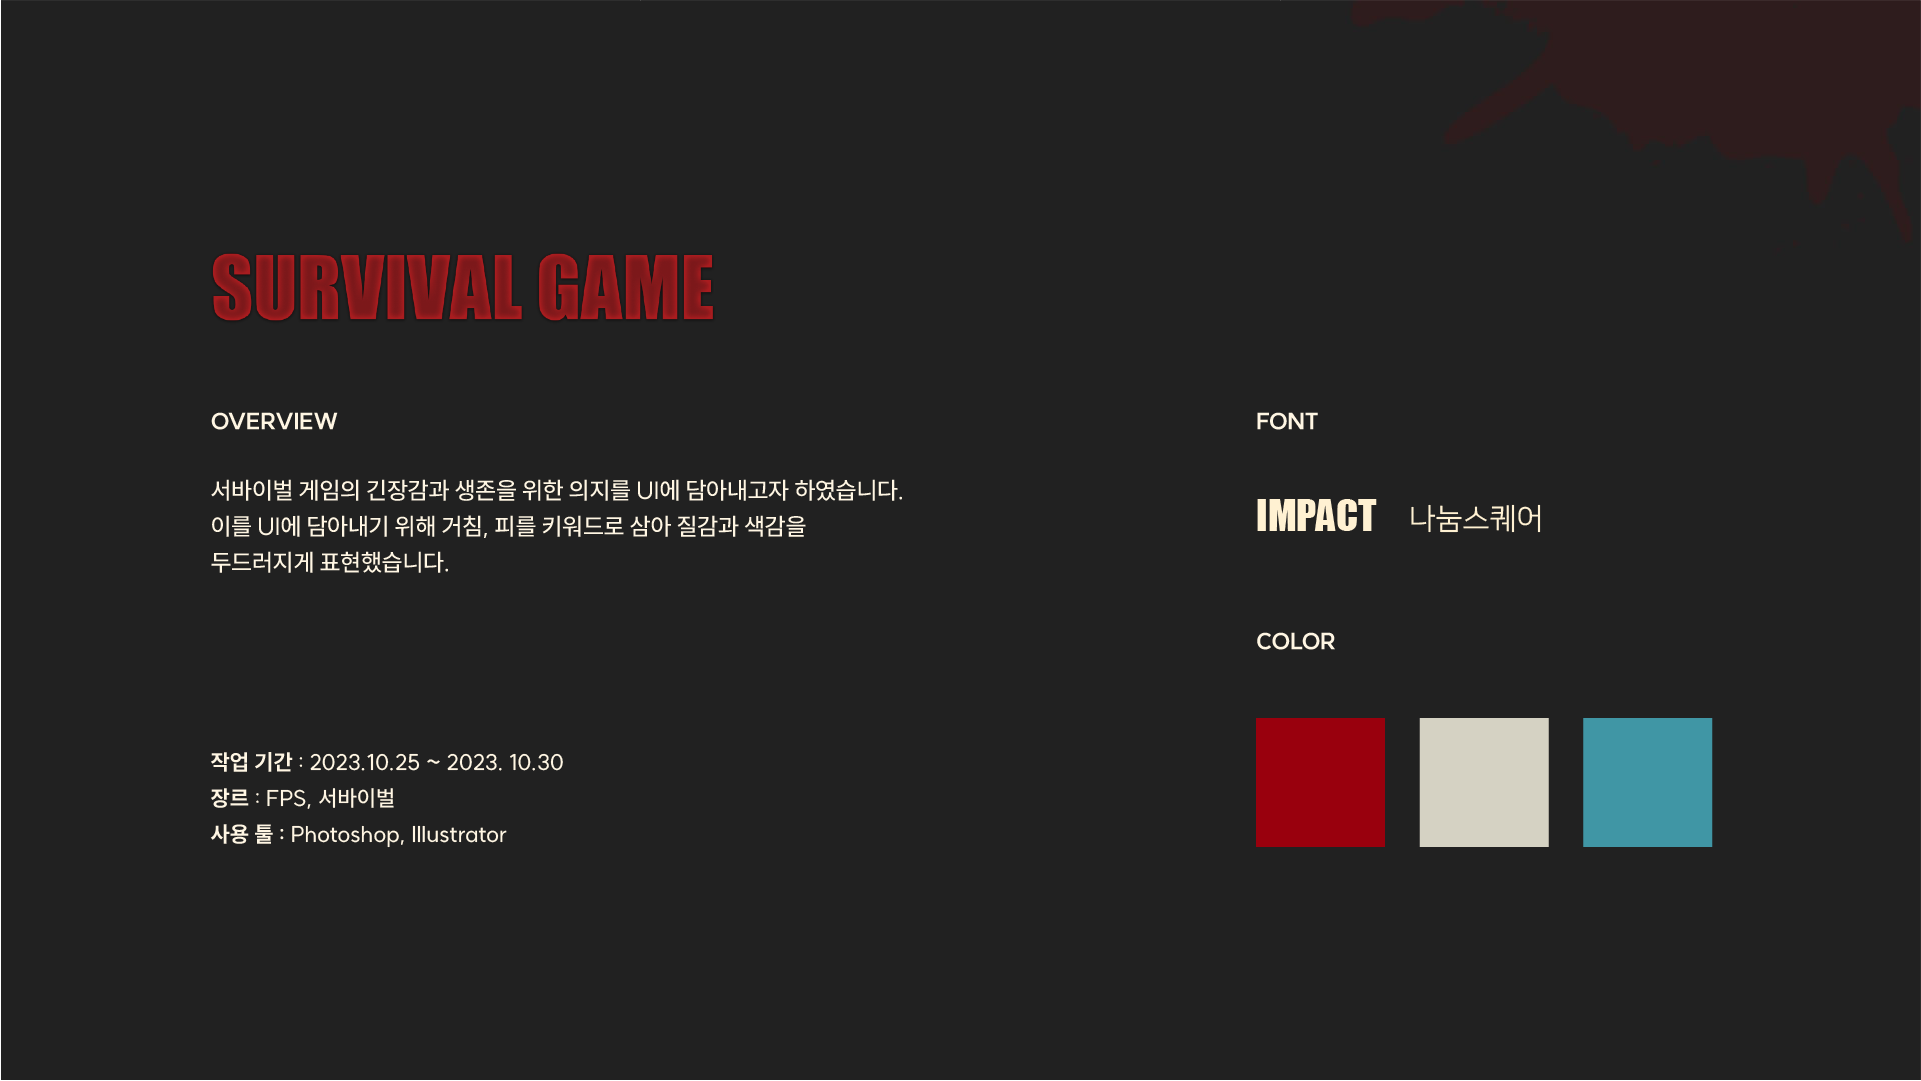 SURVIVAL GAME
OVERVIEW
서바이벌 게임의 긴장감과 생존을 위한 의지를 UI에 담아내고자 하였습니다.
이를 UI에 담아내기 위해 거침, 피를 키워드로 삼아 질감과 색감을
두드러지게 표현했습니다.
작업 기간 : 2023.10.25 ~ 2023. 10.30
장르 : FPS, 서바이벌
사용 툴 : Photoshop, Illustrator
FONT
IMPACT 나눔스퀘어
COLOR